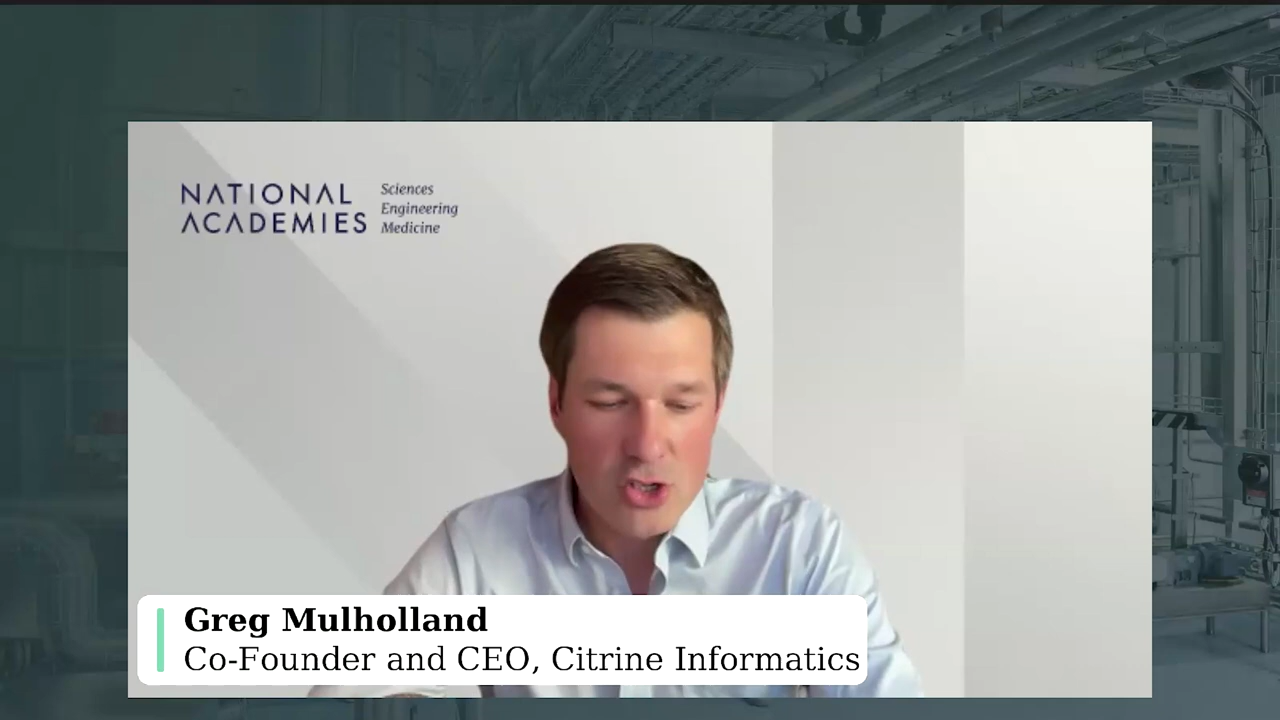 NATIONAL
ACADEMIES
Sciences
Engineering
Medicine
Greg Mulholland
Co-Founder and CEO, Citrine Informatics